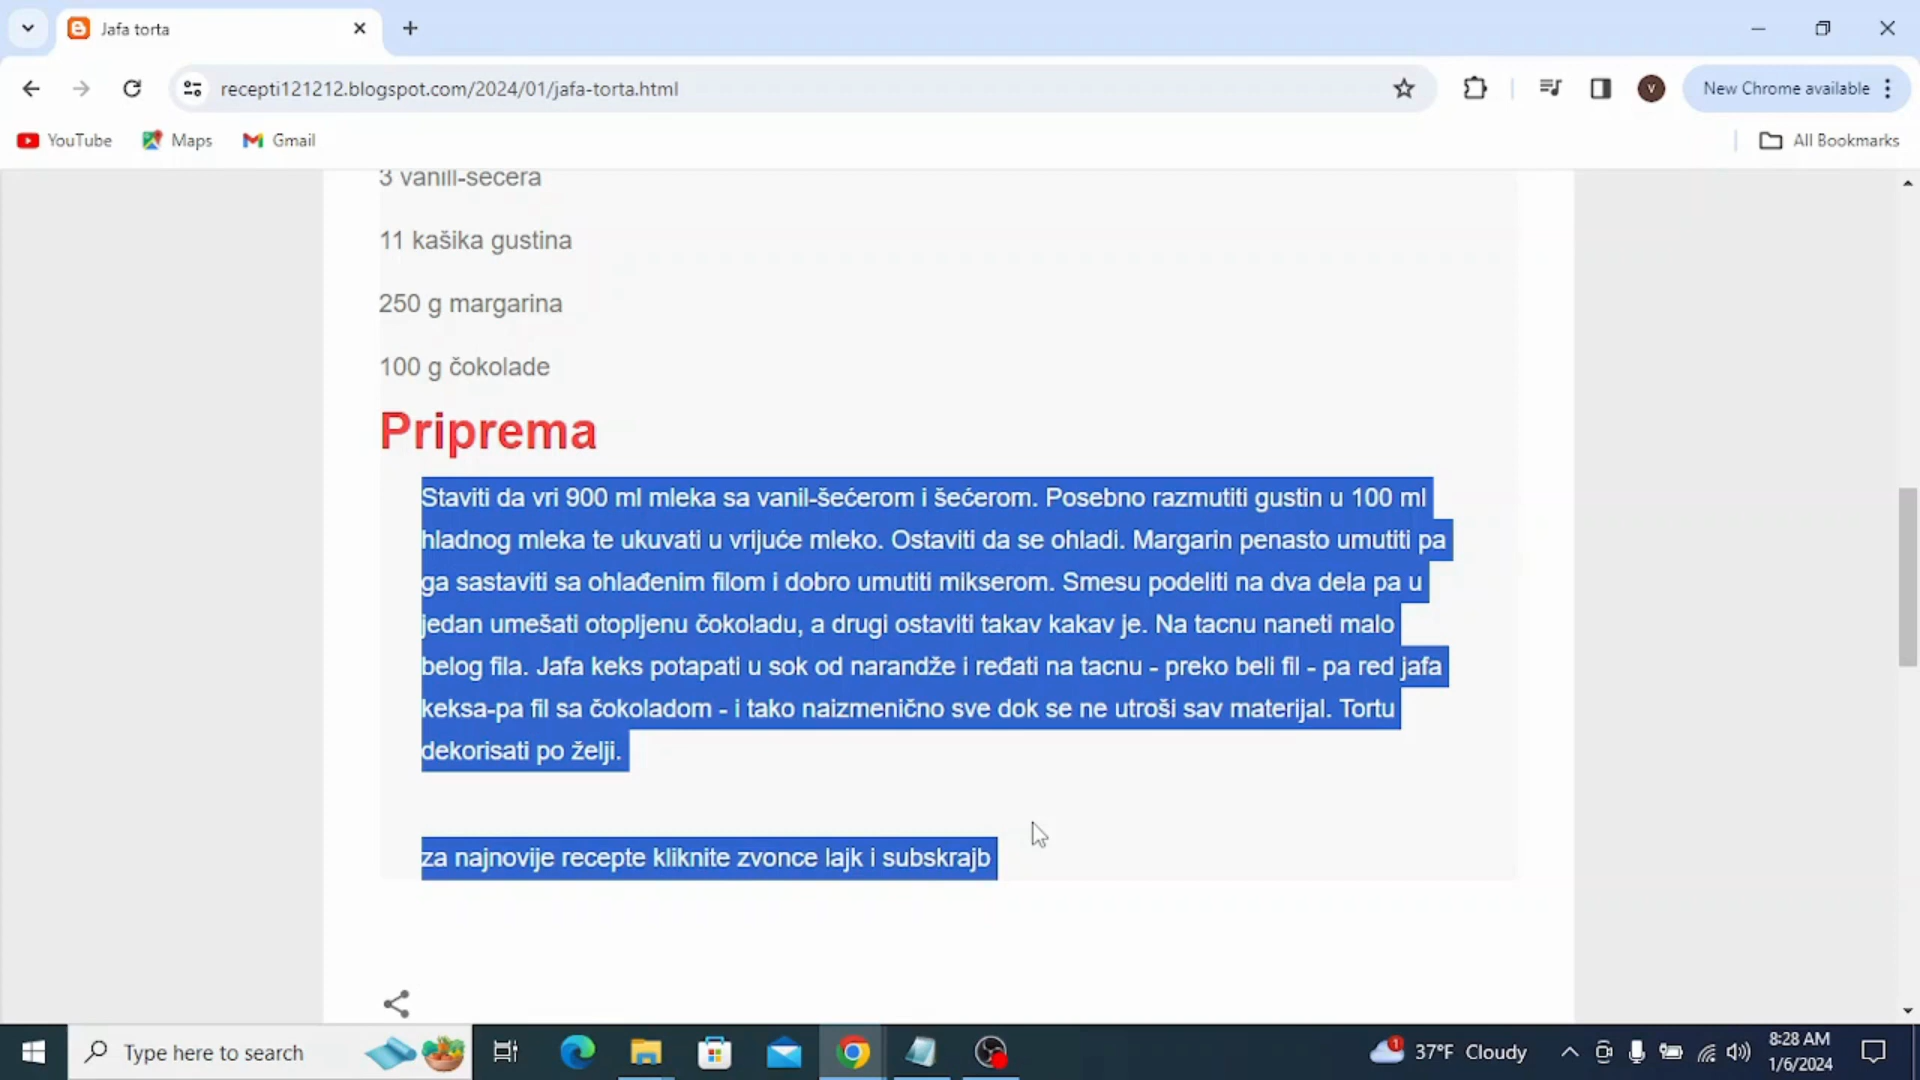 Jafa torta
recepti121212.blogspot.com/2024/01/jafa-torta.html
V
New Chrome available
YouTube
Maps
Gmail
All Bookmarks
3 vanill-sećera
11 kašika gustina
250 g margarina
100 g čokolade
Priprema
Staviti da vri 900 ml mleka sa vanil-šećerom i šećerom. Posebno razmutiti gustin u 100 ml
hladnog mleka te ukuvati u vrijuće mleko. Ostaviti da se ohladi. Margarin penasto umutiti pa
ga sastaviti sa ohlađenim filom i dobro umutiti mikserom. Smesu podeliti na dva dela pa u
jedan umešati otopljenu čokoladu, a drugi ostaviti takav kakav je. Na tacnu naneti malo
belog fila. Jafa keks potapati u sok od narandže i ređati na tacnu - preko beli fil - pa red jafa
keksa-pa fil sa čokoladom - i tako naizmenično sve dok se ne utroši sav materijal. Tortu
dekorisati po želji.
za najnovije recepte kliknite zvonce lajk i subskrajb
Type here to search
1
37°F Cloudy
8:28 AM
1/6/2024